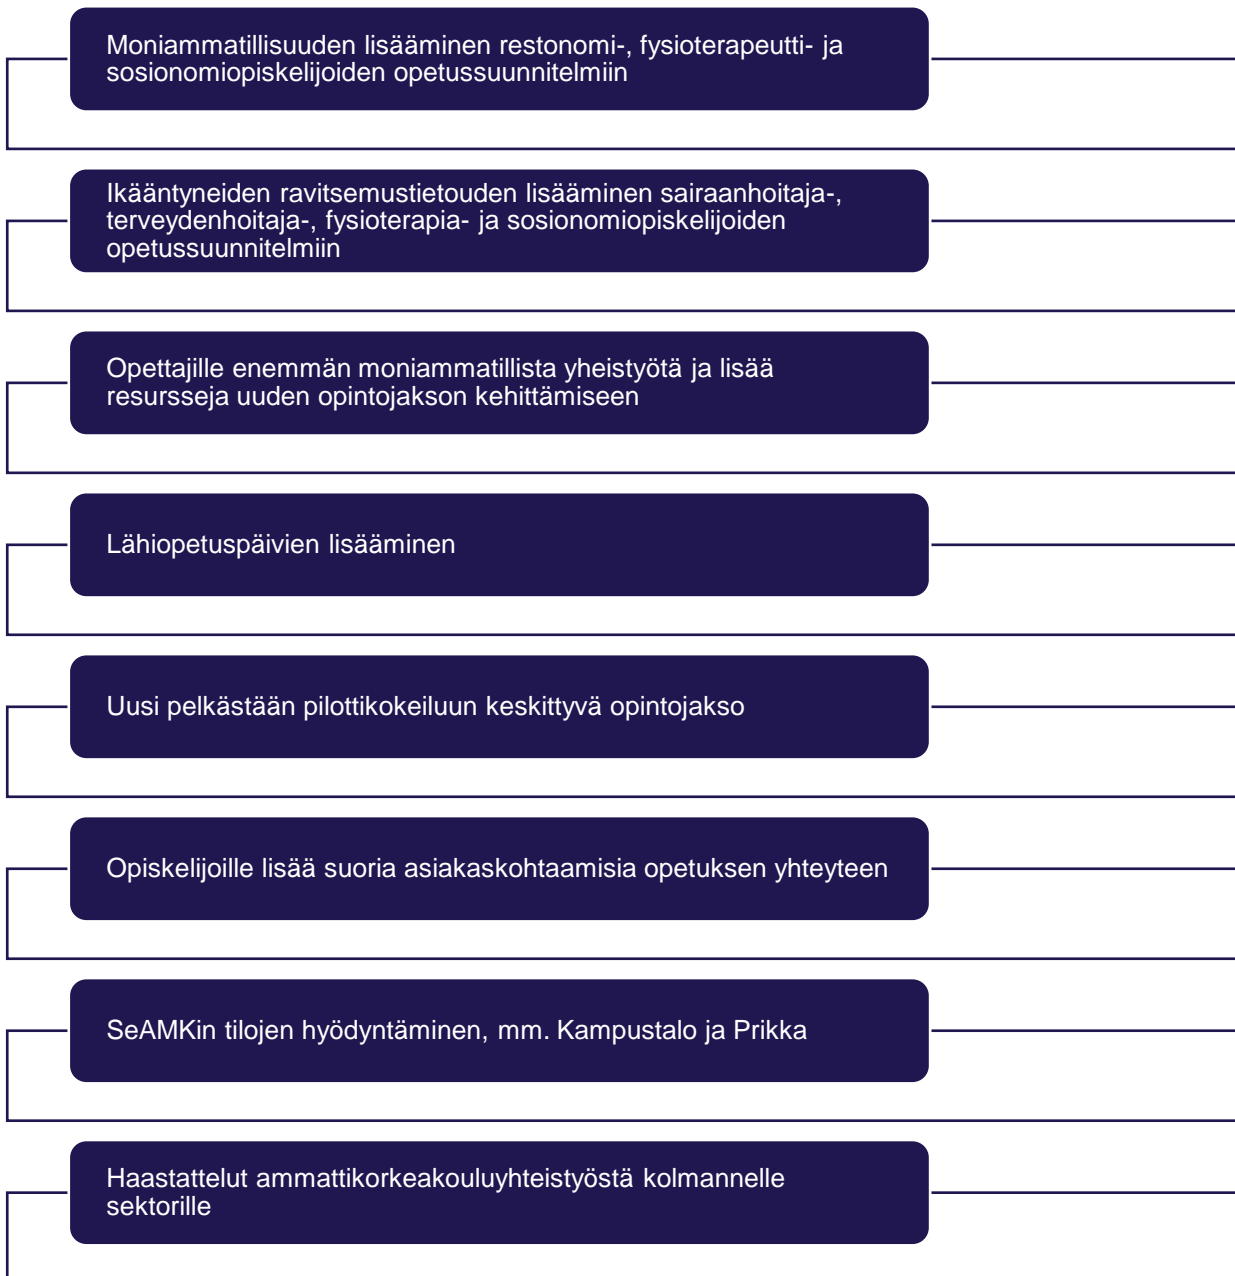 Moniammatillisuuden lisääminen restonomi-, fysioterapeutti- ja
sosionomiopiskelijoiden opetussuunnitelmiin
Ikääntyneiden ravitsemustietouden lisääminen sairaanhoitaja-,
terveydenhoitaja-, fysioterapia- ja sosionomiopiskelijoiden
opetussuunnitelmiin
Opettajille enemmän moniammatillista yheistyötä ja lisää
resursseja uuden opintojakson kehittämiseen
Lähiopetuspäivien lisääminen
Uusi pelkästään pilottikokeiluun keskittyvä opintojakso
Opiskelijoille lisää suoria asiakaskohtaamisia opetuksen yhteyteen
SeAMKin tilojen hyödyntäminen, mm. Kampustalo ja Prikka
Haastattelut ammattikorkeakouluyhteistyöstä kolmannelle
sektorille